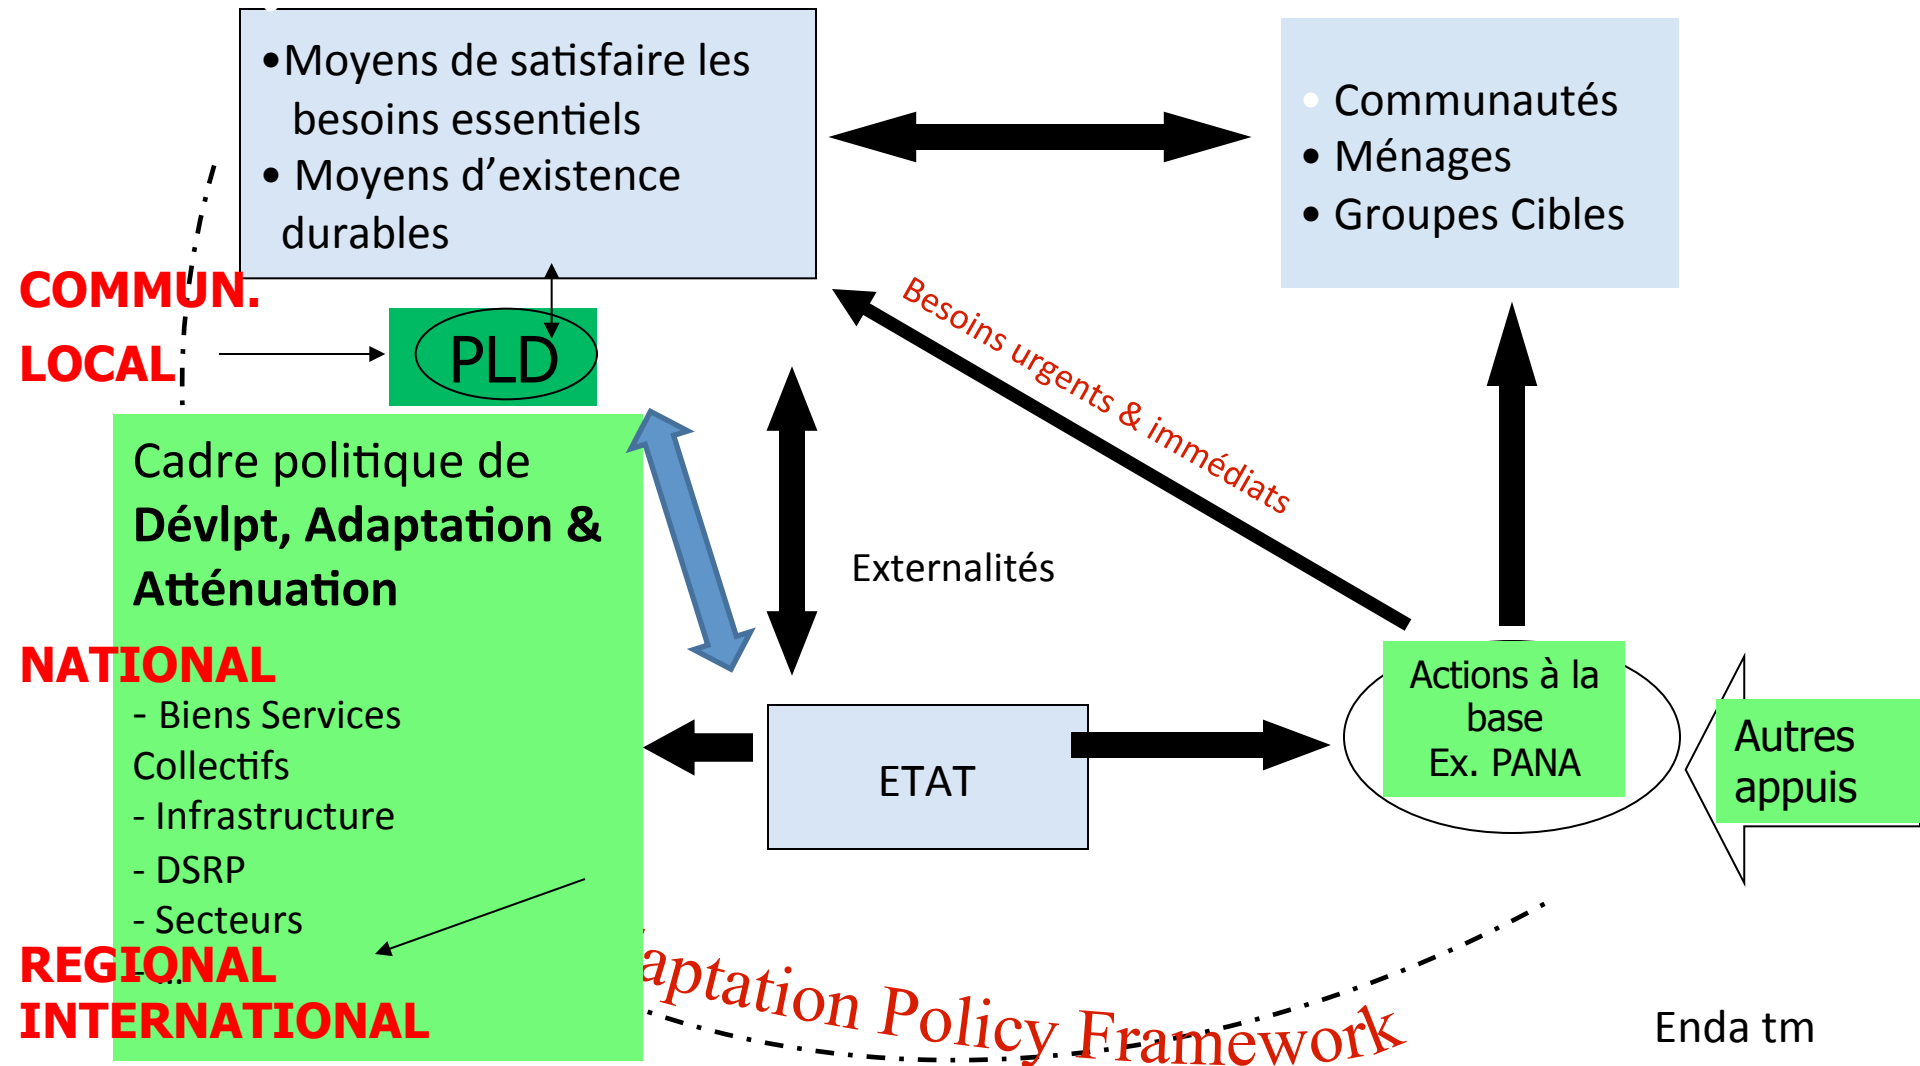 •Moyens de satisfaire les
besoins essentiels
• Moyens d’existence
durables
• Communautés
• Ménages
• Groupes Cibles
COMMUN.
LOCAL
PLD
Besoins urgents & immédiats
Cadre politique de
Dévlpt, Adaptation &
Atténuation
Externalités
NATIONAL
- Biens Services
Collectifs
- Infrastructure
- DSRP
- Secteurs
- ...
ETAT
Actions à la
base
Ex. PANA
Autres
appuis
REGIONAL
INTERNATIONAL
aptation Policy Framework
Enda tm